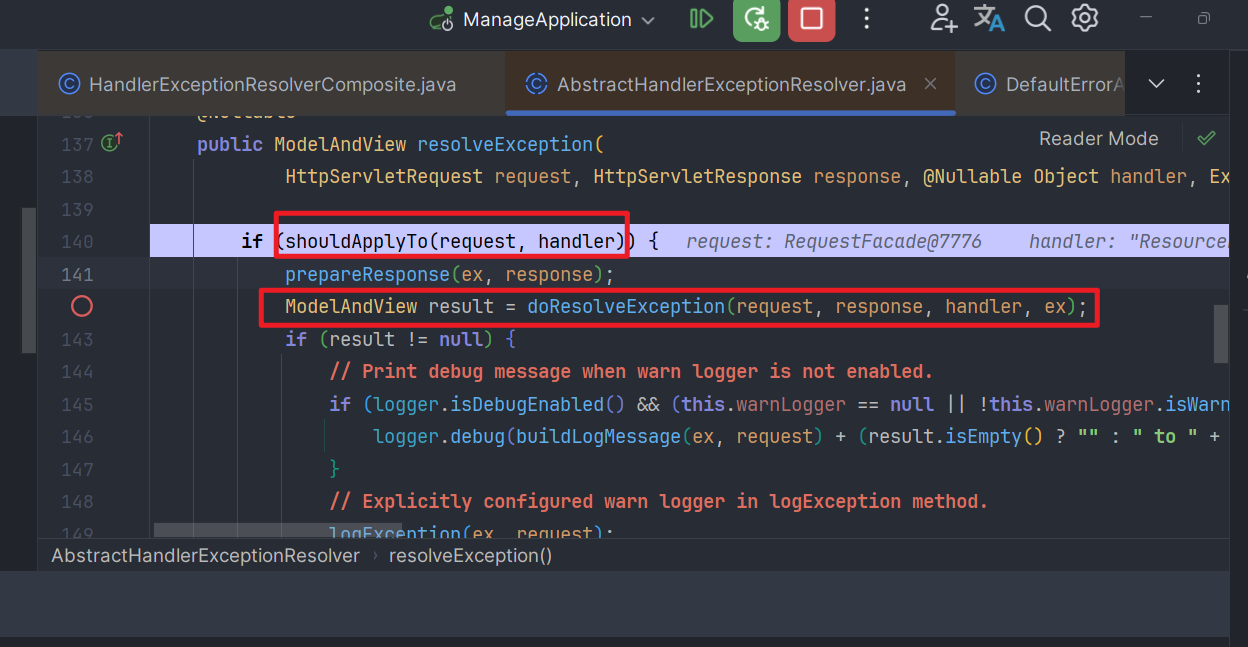 ManageApplication
HandlerExceptionResolverComposite.java
AbstractHandlerExceptionResolver.java
DefaultErrorA
@Nullable
Reader Mode
137 public ModelAndView resolveException(
138 HttpServletRequest request, HttpServletResponse response, @Nullable Object handler, Ex
139
140 if (shouldApplyTo(request, handler)) { request: RequestFacade@7776 handler: "Resource
141 prepareResponse(ex, response);
ModelAndView result = doResolveException(request, response, handler, ex);
143 if (result != null) {
144 // Print debug message when warn logger is not enabled.
145 if (logger.isDebugEnabled() && (this.warnLogger == null || !this.warnLogger.isWarn
146 logger.debug(buildLogMessage(ex, request) + (result.isEmpty() ? "" : " to " +
147 }
148 // Explicitly configured warn logger in logException method.
149 logException(ex, request);
AbstractHandlerExceptionResolver › resolveException()